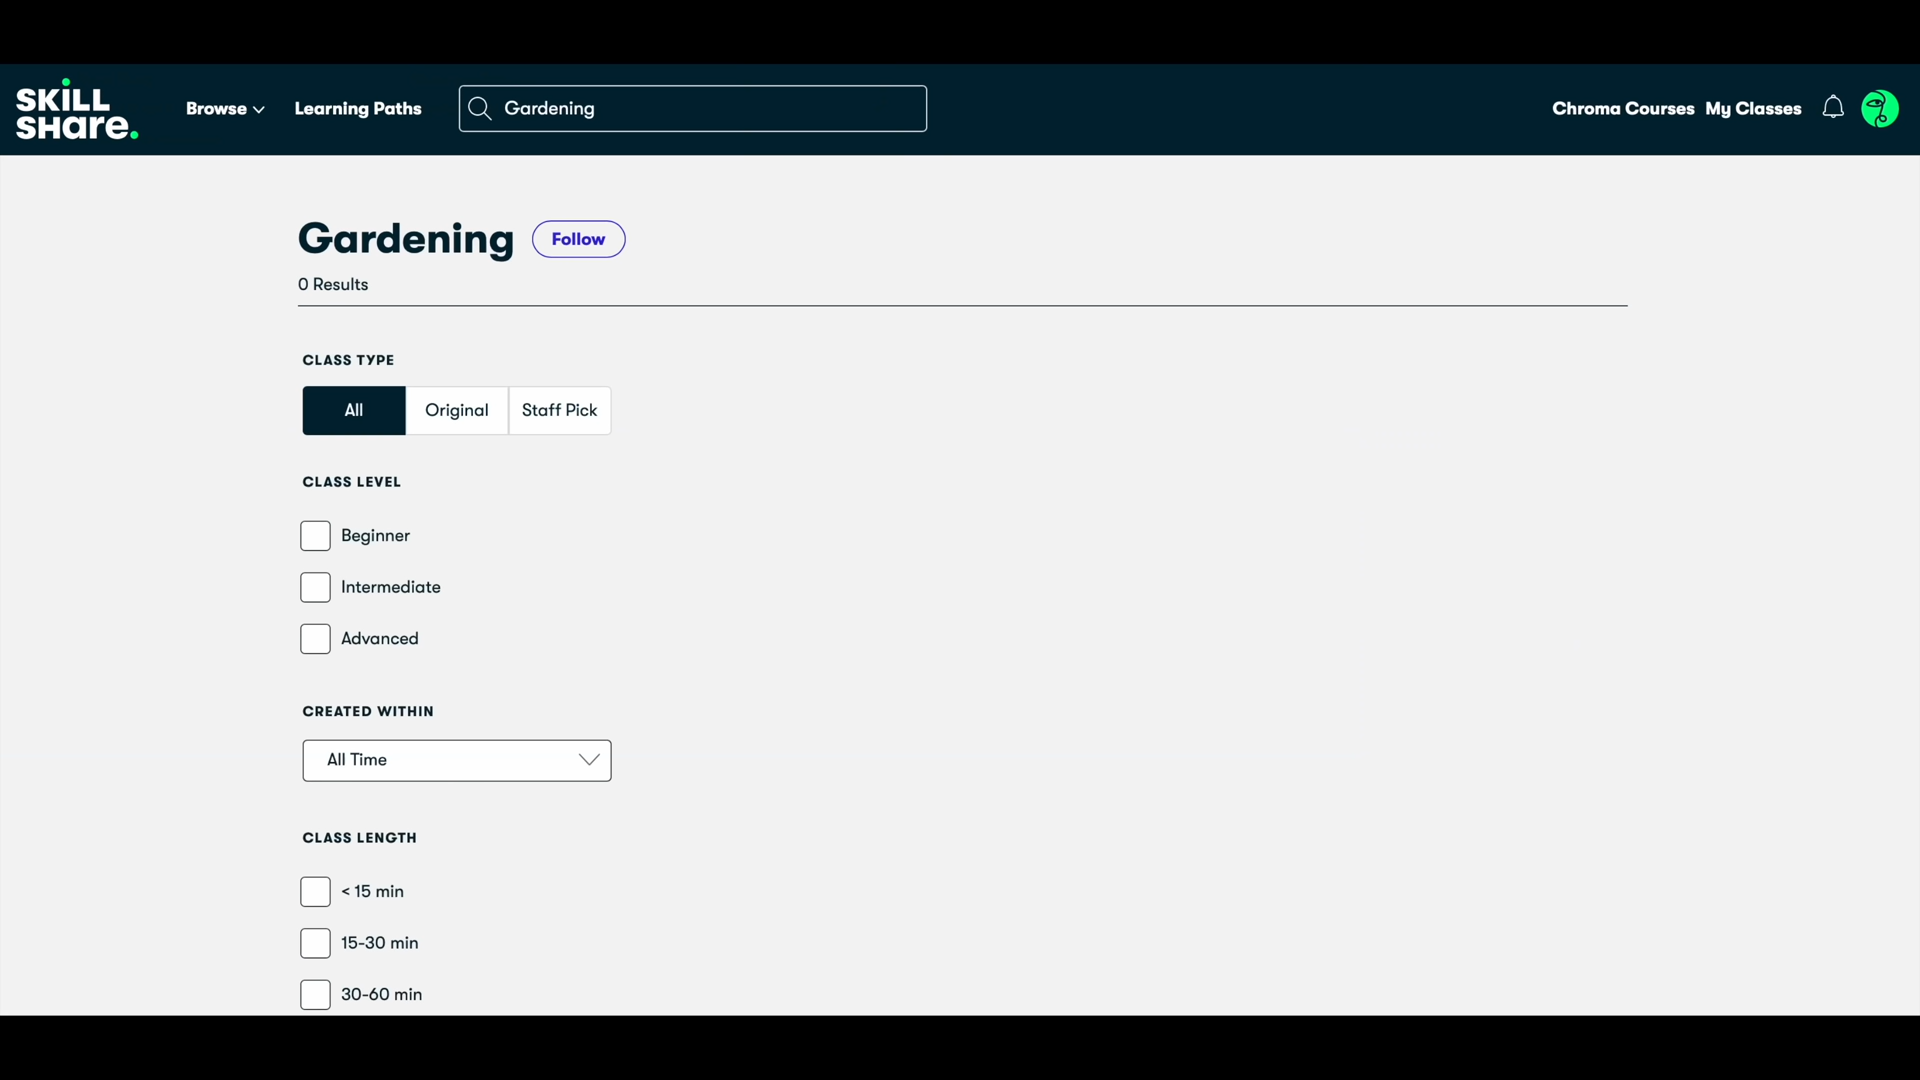 SKILL
SHARE.
Browse
Learning Paths
Gardening
Chroma Courses
My Classes
Gardening
Follow
0 Results
CLASS TYPE
All
Original
Staff Pick
CLASS LEVEL
Beginner
Intermediate
Advanced
CREATED WITHIN
All Time
CLASS LENGTH
< 15 min
15-30 min
30-60 min